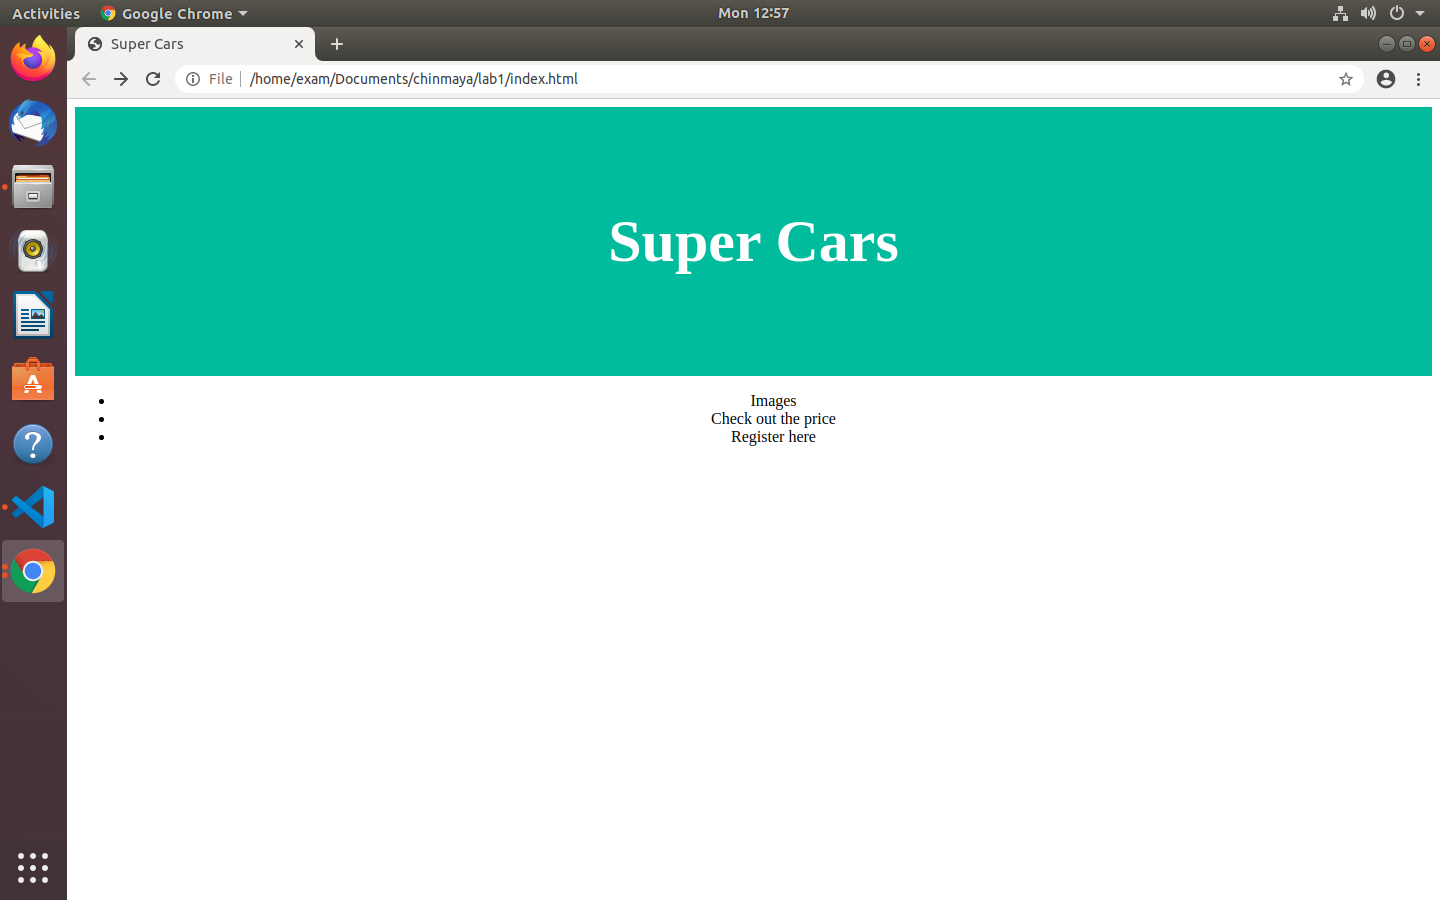 Activities
Google Chrome
Mon 12:57
Super Cars
File
/home/exam/Documents/chinmaya/lab1/index.html
Super Cars
Images
Check out the price
Register here